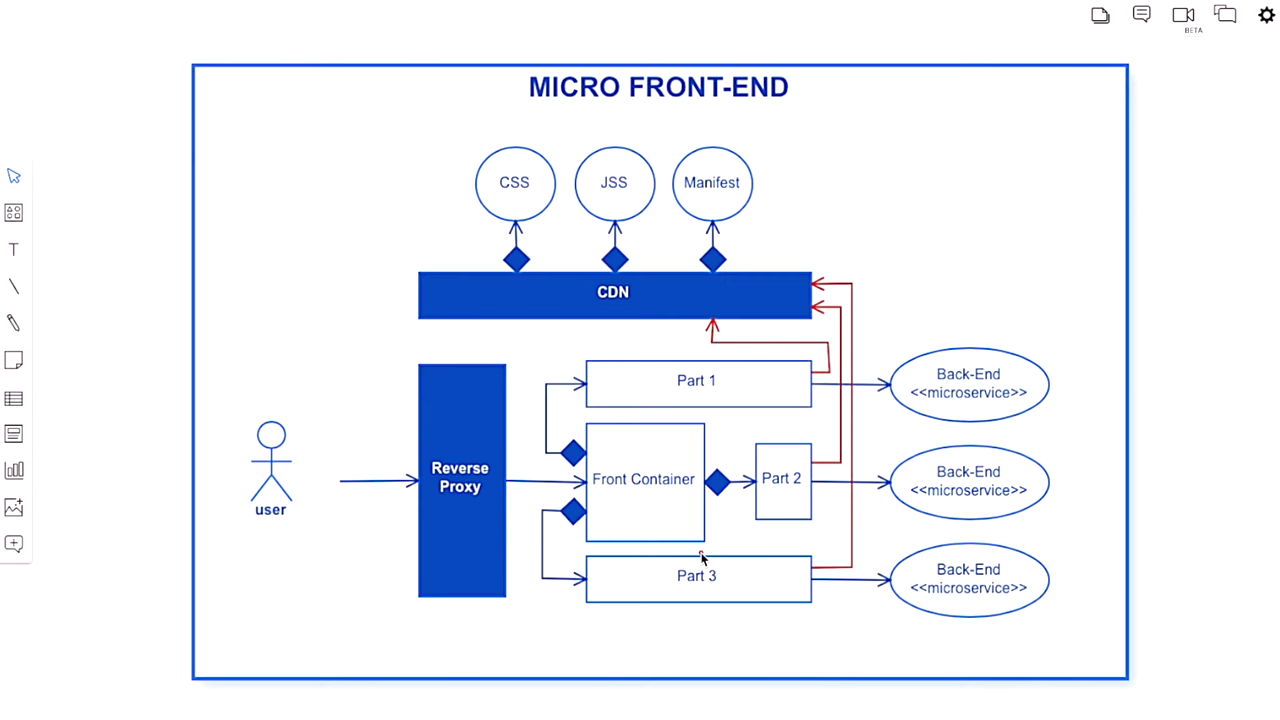 BETA
MICRO FRONT-END
CSS
JSS
Manifest
CDN
Part 1
Back-End
<<microservice>>
Reverse
Proxy
Front Container
Part 2
Back-End
<<microservice>>
user
Part 3
Back-End
<<microservice>>
T